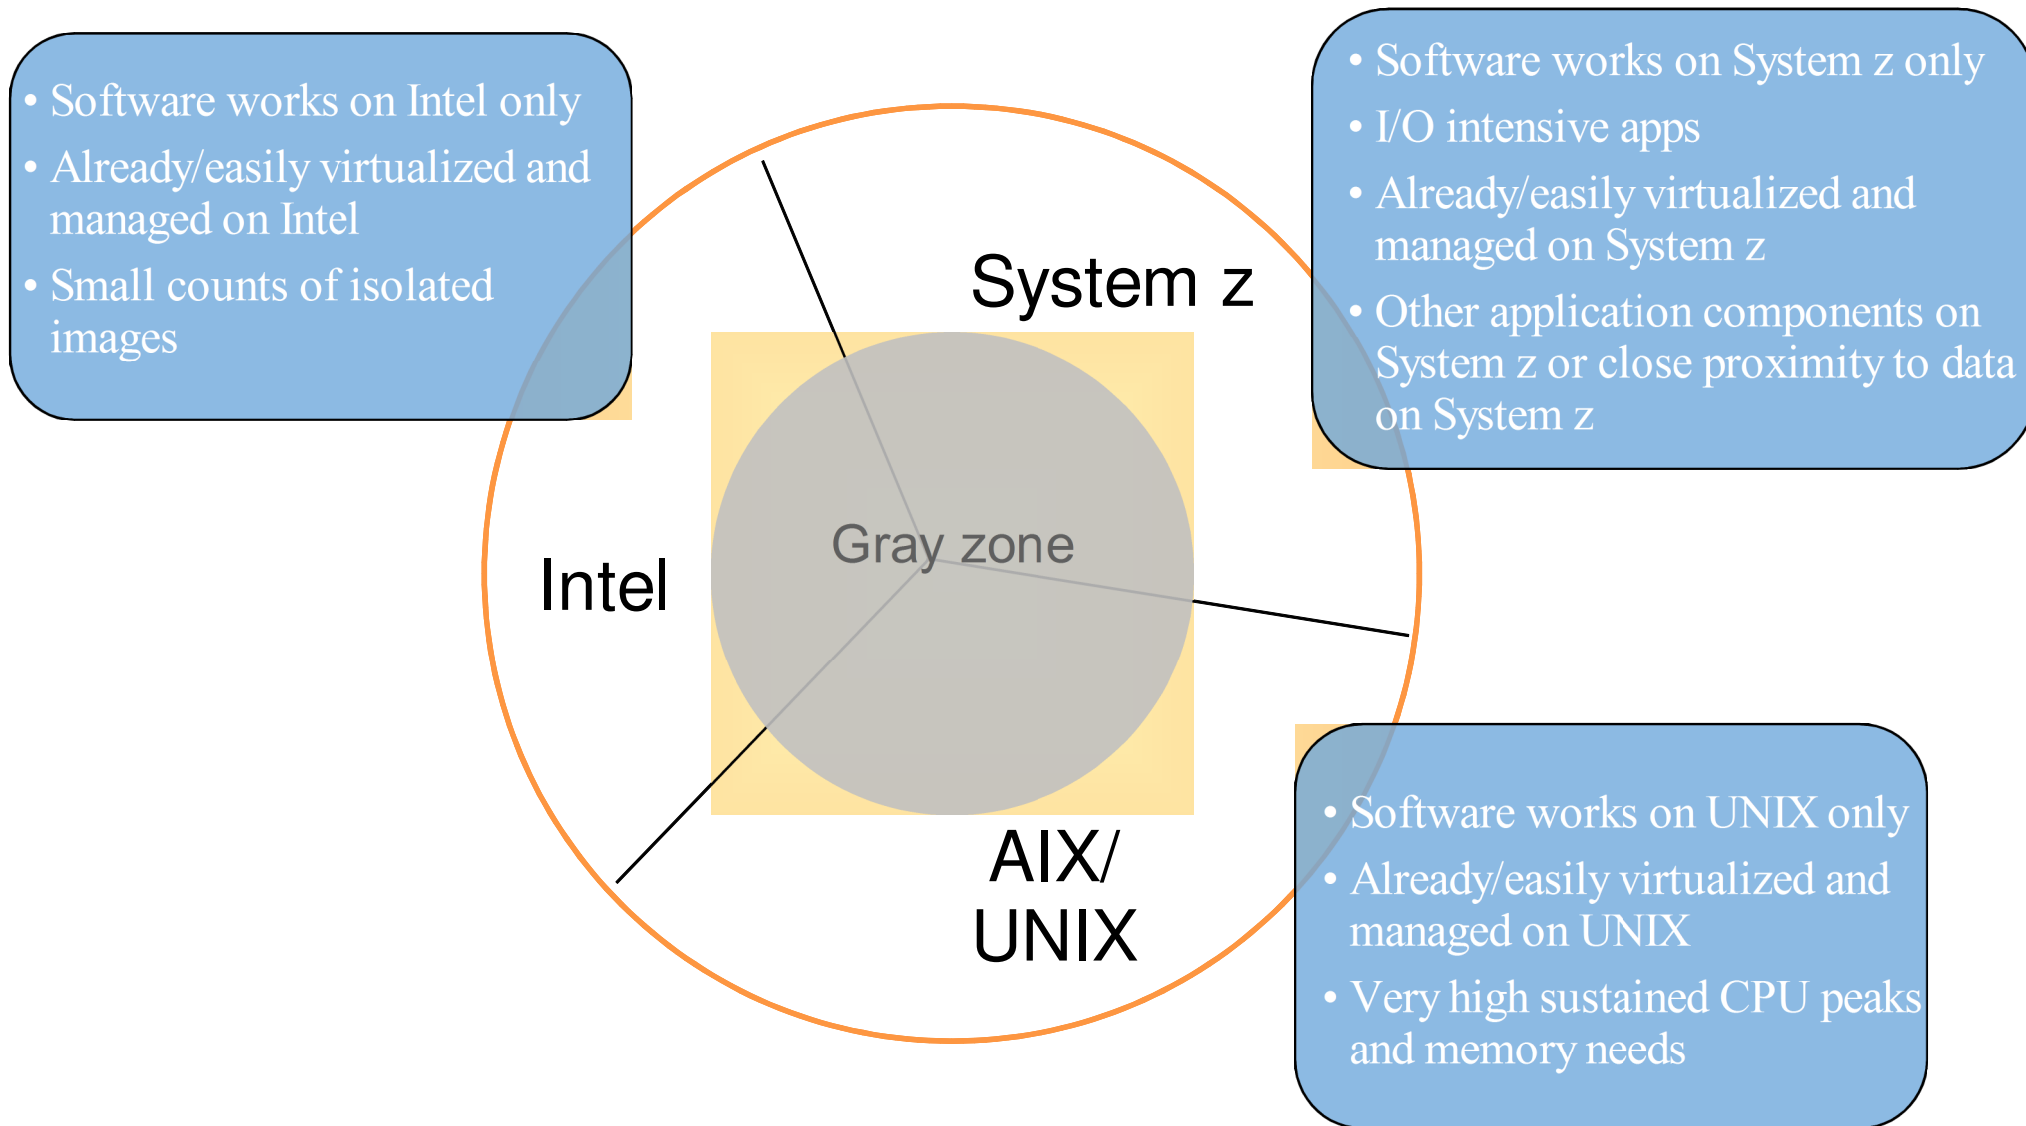 • Software works on Intel only
• Already/easily virtualized and
managed on Intel
• Small counts of isolated
images
• Software works on System z only
• I/O intensive apps
• Already/easily virtualized and
managed on System z
• Other application components on
System z or close proximity to data
on System z
System z
Gray zone
Intel
AIX/
UNIX
• Software works on UNIX only
• Already/easily virtualized and
managed on UNIX
• Very high sustained CPU peaks
and memory needs